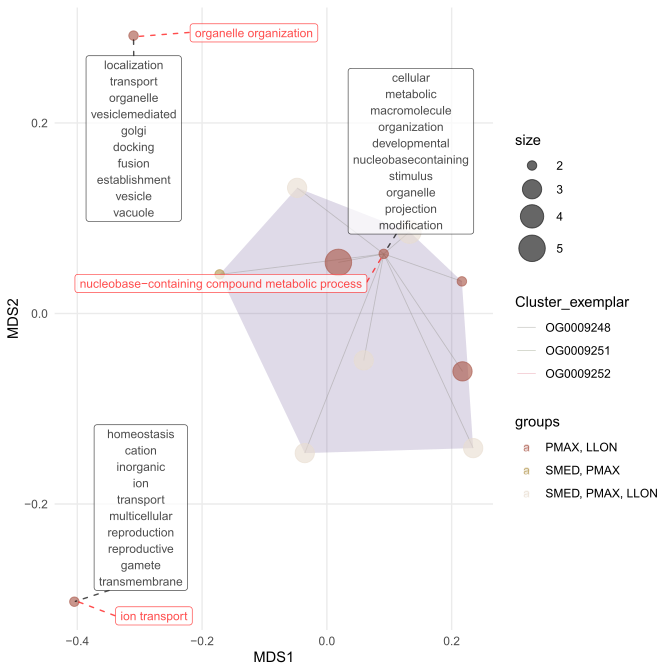 organelle organization
localization
transport
organelle
vesiclemediated
golgi
docking
fusion
establishment
vesicle
vacuole
cellular
metabolic
macromolecule
organization
developmental
nucleobasecontaining
stimulus
organelle
projection
modification
nucleobase−containing compound metabolic process
homeostasis
cation
inorganic
ion
transport
multicellular
reproduction
reproductive
gamete
transmembrane
ion transport
0.2
0.0
−0.2
MDS2
−0.4
−0.2
0.0
0.2
MDS1
size
2
3
4
5
Cluster_exemplar
OG0009248
OG0009251
OG0009252
groups
a PMAX, LLON
a SMED, PMAX
a SMED, PMAX, LLON